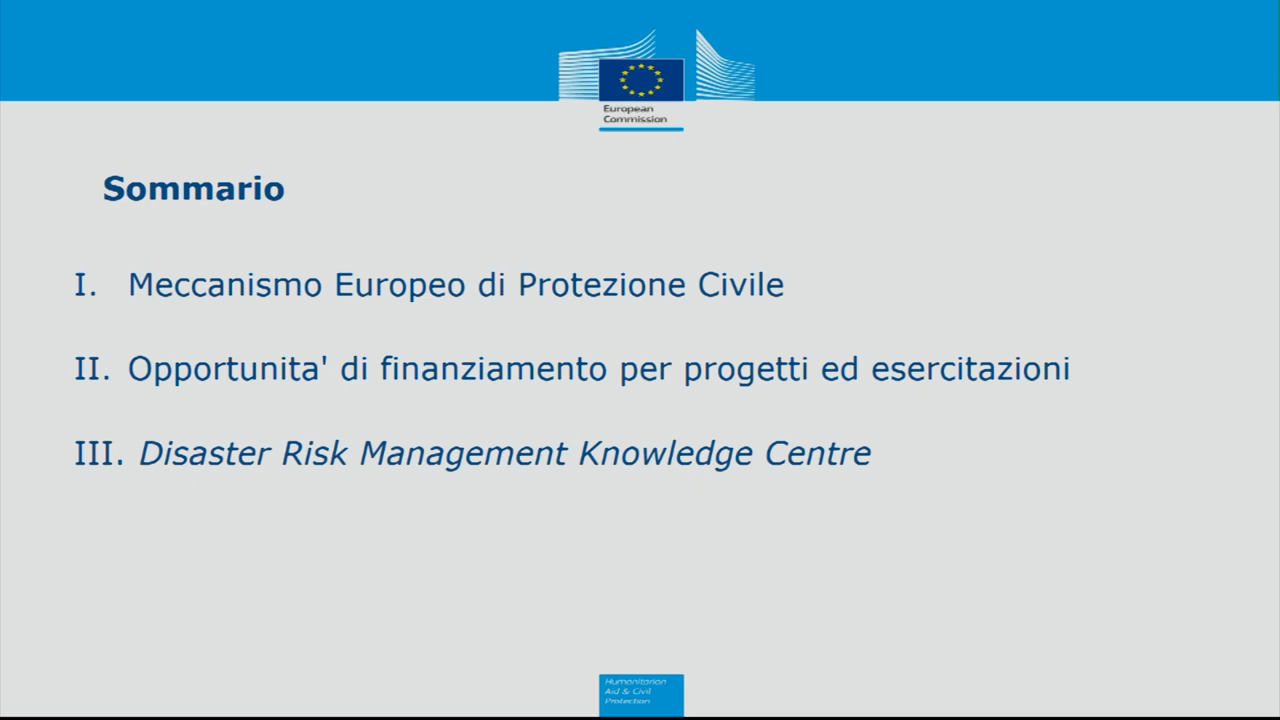 European
Commission
Sommario
I. Meccanismo Europeo di Protezione Civile
II. Opportunita' di finanziamento per progetti ed esercitazioni
III. Disaster Risk Management Knowledge Centre
Humanitarian
Aid & Civil
Protection